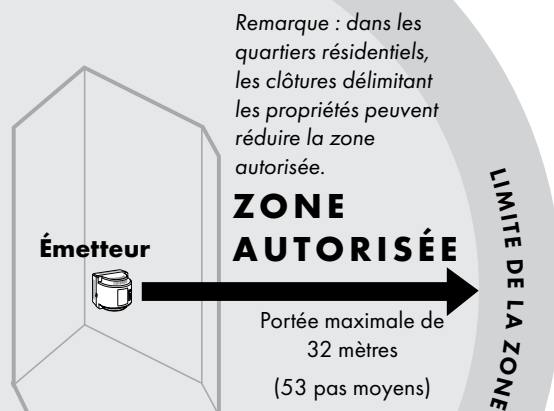 Remarque : dans les
quartiers résidentiels,
les clôtures délimitant
les propriétés peuvent
réduire la zone
autorisée.
ZONE
AUTORISÉE
Émetteur
Portée maximale de
32 mètres
(53 pas moyens)
LIMITE DE LA ZONE